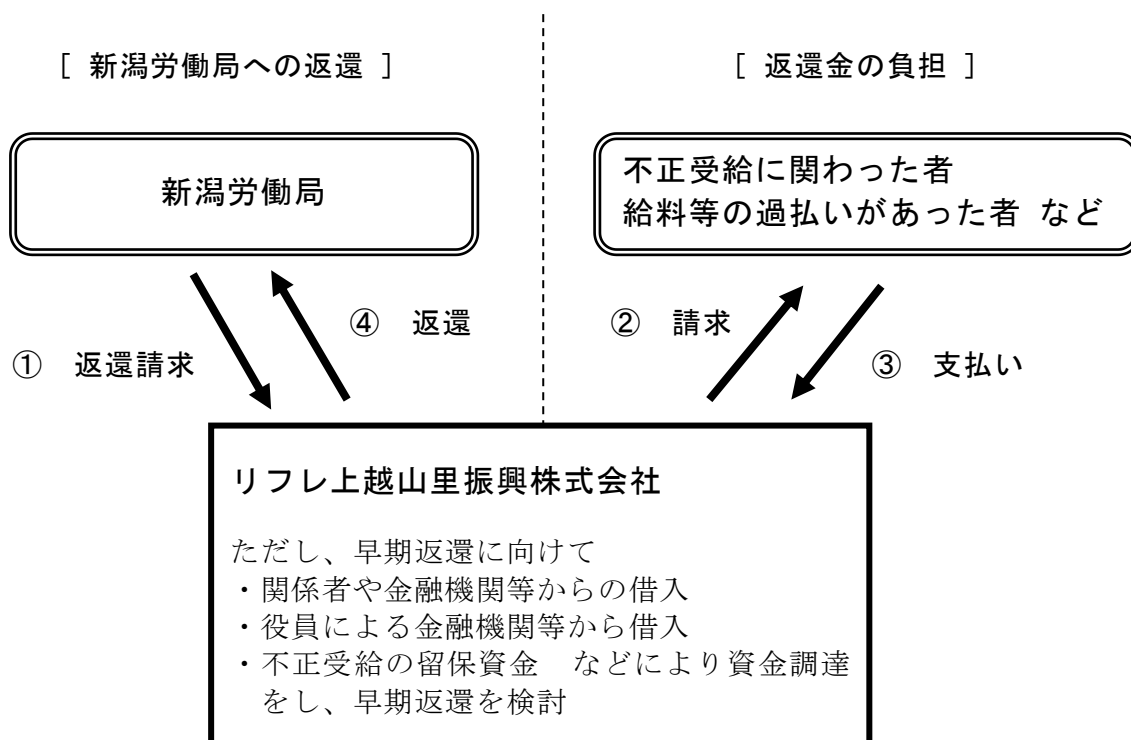 [ 新潟労働局への返還 ]
[ 返還金の負担 ]
新潟労働局
不正受給に関わった者
給料等の過払いがあった者 など
① 返還請求
④ 返還
② 請求
③ 支払い
リフレ上越山里振興株式会社
ただし、早期返還に向けて
・関係者や金融機関等からの借入
・役員による金融機関等から借入
・不正受給の留保資金　などにより資金調達
をし、早期返還を検討